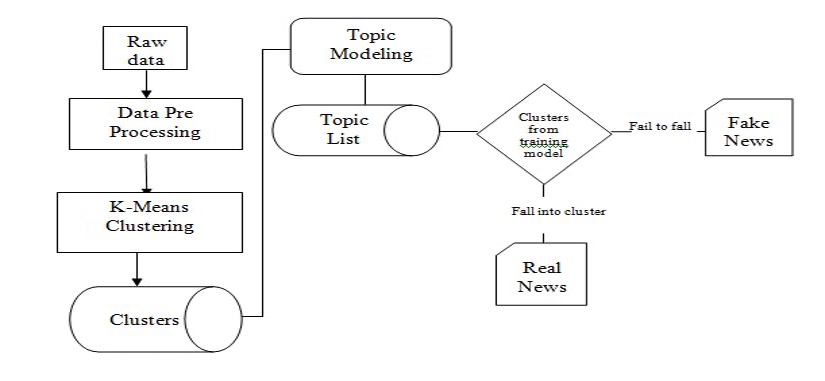 Raw
data
Data Pre
Processing
K-Means
Clustering
Clusters
Topic
Modeling
Topic
List
Clusters
from
training
model
Fail to fall
Fake
News
Fall into cluster
Real
News